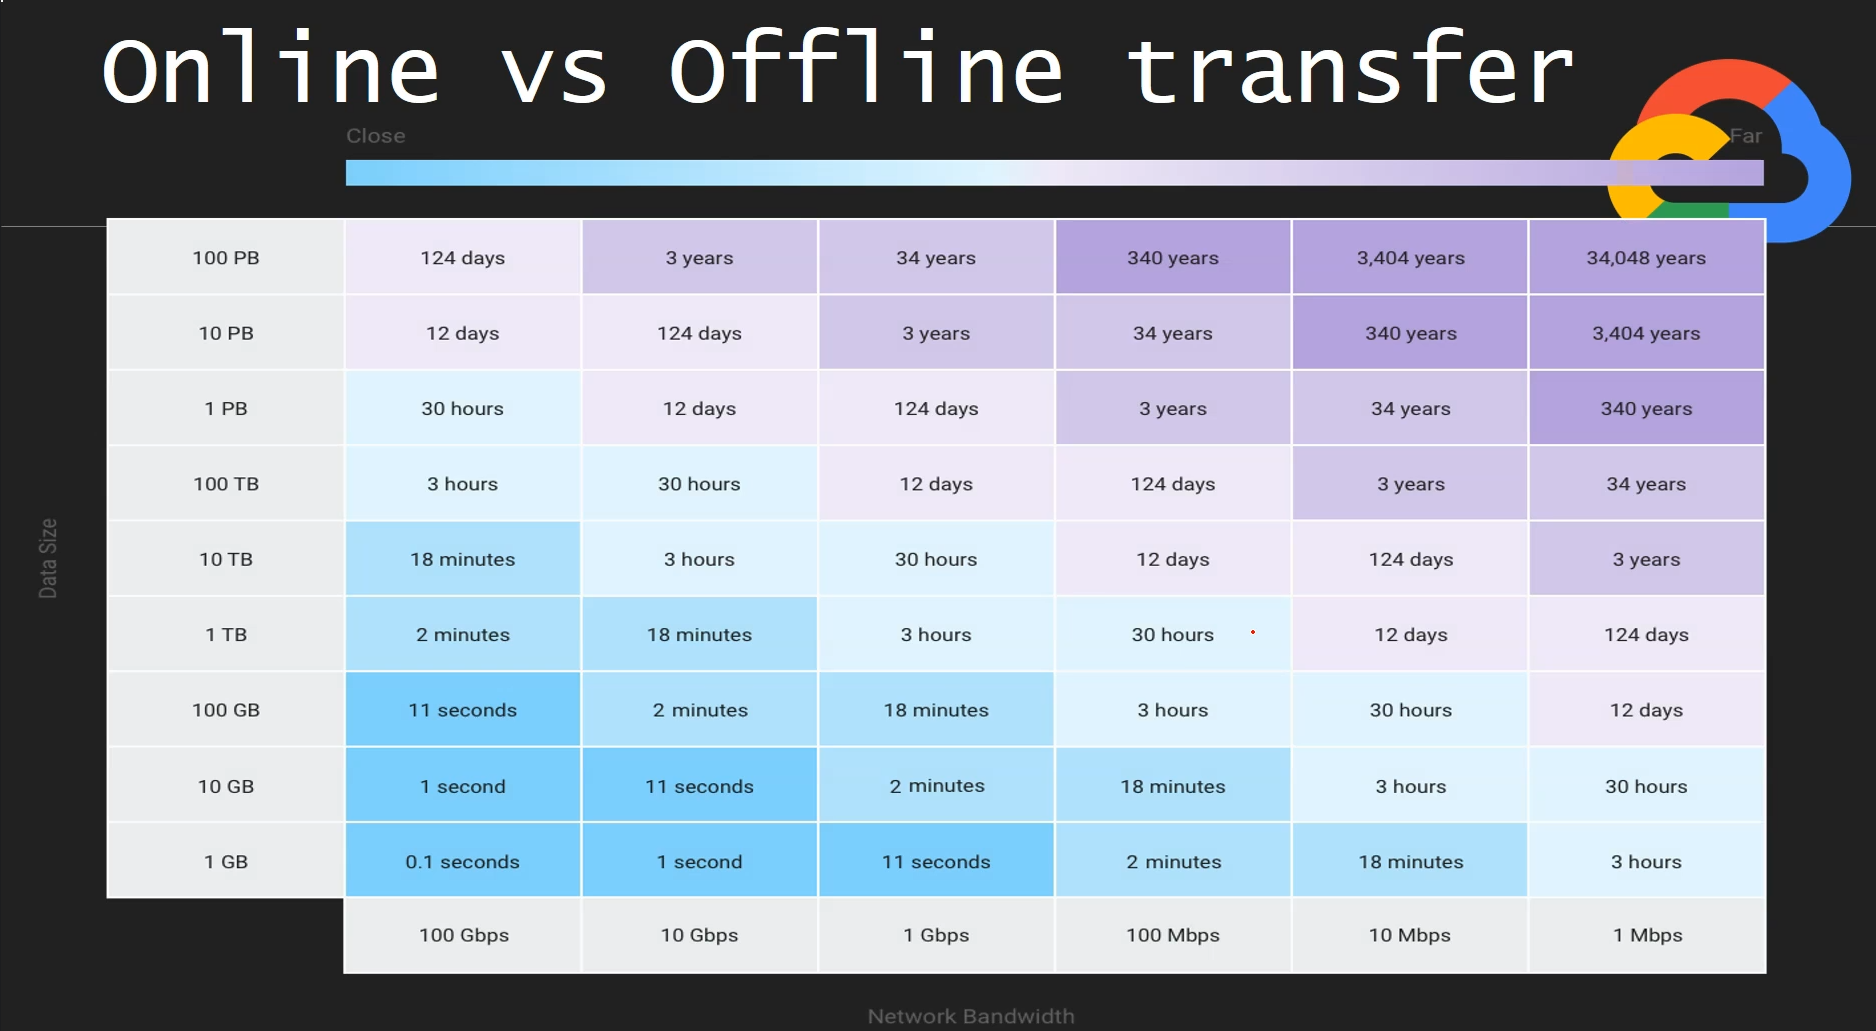 Online vs Offline transfer
Close Far
100 PB 124 days 3 years 34 years 340 years 3,404 years 34,048 years
10 PB 12 days 124 days 3 years 34 years 340 years 3,404 years
1 PB 30 hours 12 days 124 days 3 years 34 years 340 years
100 TB 3 hours 30 hours 12 days 124 days 3 years 34 years
10 TB 18 minutes 3 hours 30 hours 12 days 124 days 3 years
1 TB 2 minutes 18 minutes 3 hours 30 hours 12 days 124 days
100 GB 11 seconds 2 minutes 18 minutes 3 hours 30 hours 12 days
10 GB 1 second 11 seconds 2 minutes 18 minutes 3 hours 30 hours
1 GB 0.1 seconds 1 second 11 seconds 2 minutes 18 minutes 3 hours
100 Gbps 10 Gbps 1 Gbps 100 Mbps 10 Mbps 1 Mbps
Data Size
Network Bandwidth